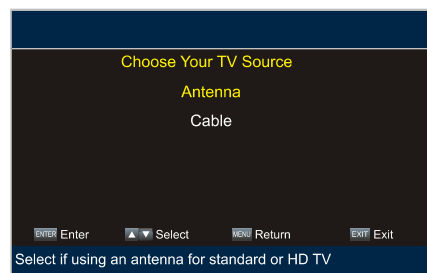 Choose Your TV Source
Antenna
Cable
ENTER Enter ▲ ▼ Select MENU Return EXIT Exit
Select if using an antenna for standard or HD TV